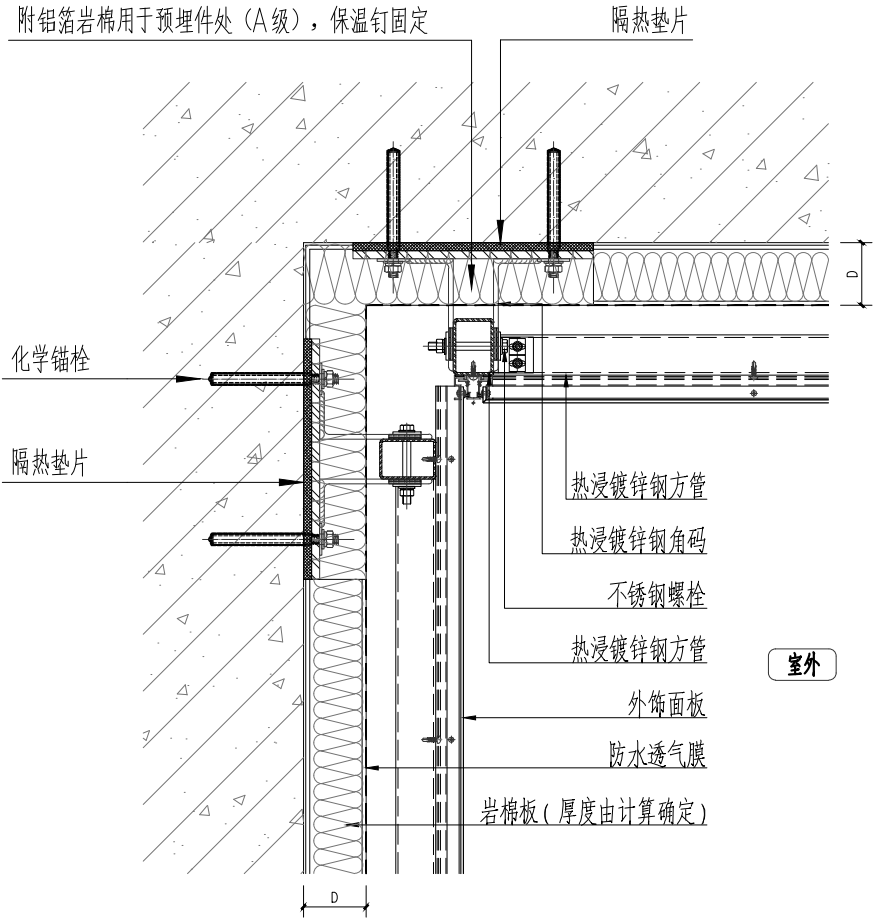 附铝箔岩棉用于预埋件处（A级），保温钉固定
隔热垫片
D
化学锚栓
隔热垫片
热浸镀锌钢方管
热浸镀锌钢角码
不锈钢螺栓
热浸镀锌钢方管
室外
外饰面板
防水透气膜
岩棉板(厚度由计算确定)
D